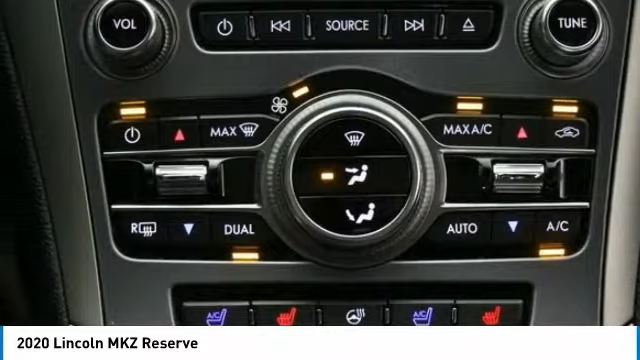 VOL SOURCE TUNE
MAX MAX A/C
R DUAL AUTO A/C
A/C A/C
2020 Lincoln MKZ Reserve